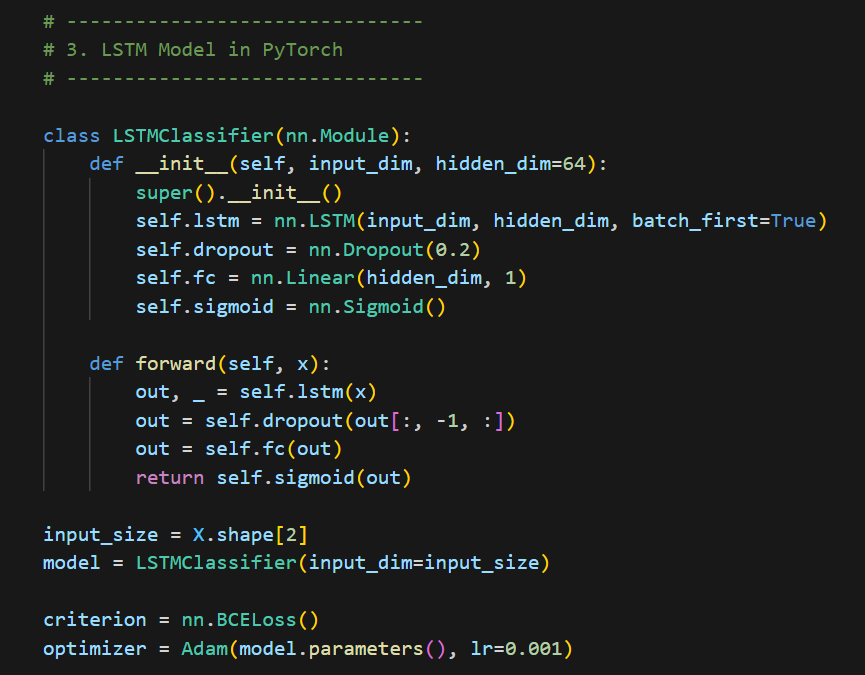 # -------------------------------
# 3. LSTM Model in PyTorch
# -------------------------------

class LSTMClassifier(nn.Module):
    def __init__(self, input_dim, hidden_dim=64):
        super().__init__()
        self.lstm = nn.LSTM(input_dim, hidden_dim, batch_first=True)
        self.dropout = nn.Dropout(0.2)
        self.fc = nn.Linear(hidden_dim, 1)
        self.sigmoid = nn.Sigmoid()

    def forward(self, x):
        out, _ = self.lstm(x)
        out = self.dropout(out[:, -1, :])
        out = self.fc(out)
        return self.sigmoid(out)

input_size = X.shape[2]
model = LSTMClassifier(input_dim=input_size)

criterion = nn.BCELoss()
optimizer = Adam(model.parameters(), lr=0.001)